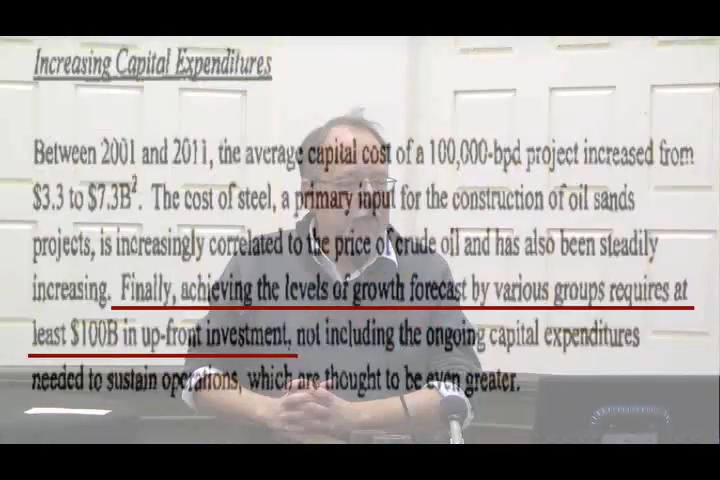 Increasing Capital Expenditures
Between 2001 and 2011, the average capital cost of a 100,000-bpd project increased from
$3.3 to $7.3B². The cost of steel, a primary input for the construction of oil sands
projects, is increasingly correlated to the price of crude oil and has also been steadily
increasing. Finally, achieving the levels of growth forecast by various groups requires at
least $100B in up-front investment, not including the ongoing capital expenditures
needed to sustain operations, which are thought to be even greater.